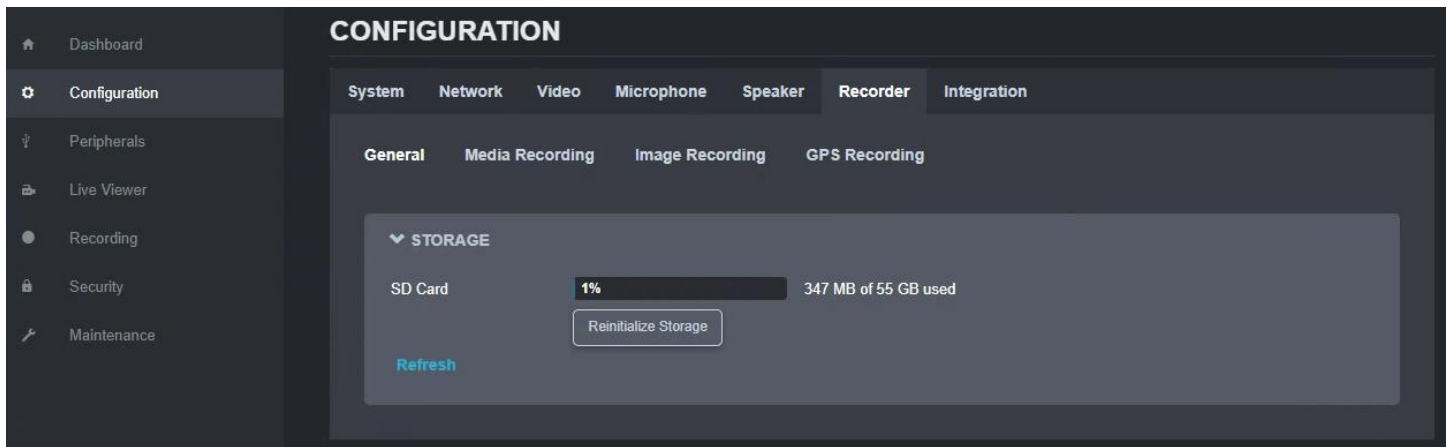 CONFIGURATION
Dashboard
Configuration
Peripherals
Live Viewer
Recording
Security
Maintenance
System Network Video Microphone Speaker Recorder Integration
General Media Recording Image Recording GPS Recording
STORAGE
SD Card 1% 347 MB of 55 GB used
Reinitialize Storage
Refresh